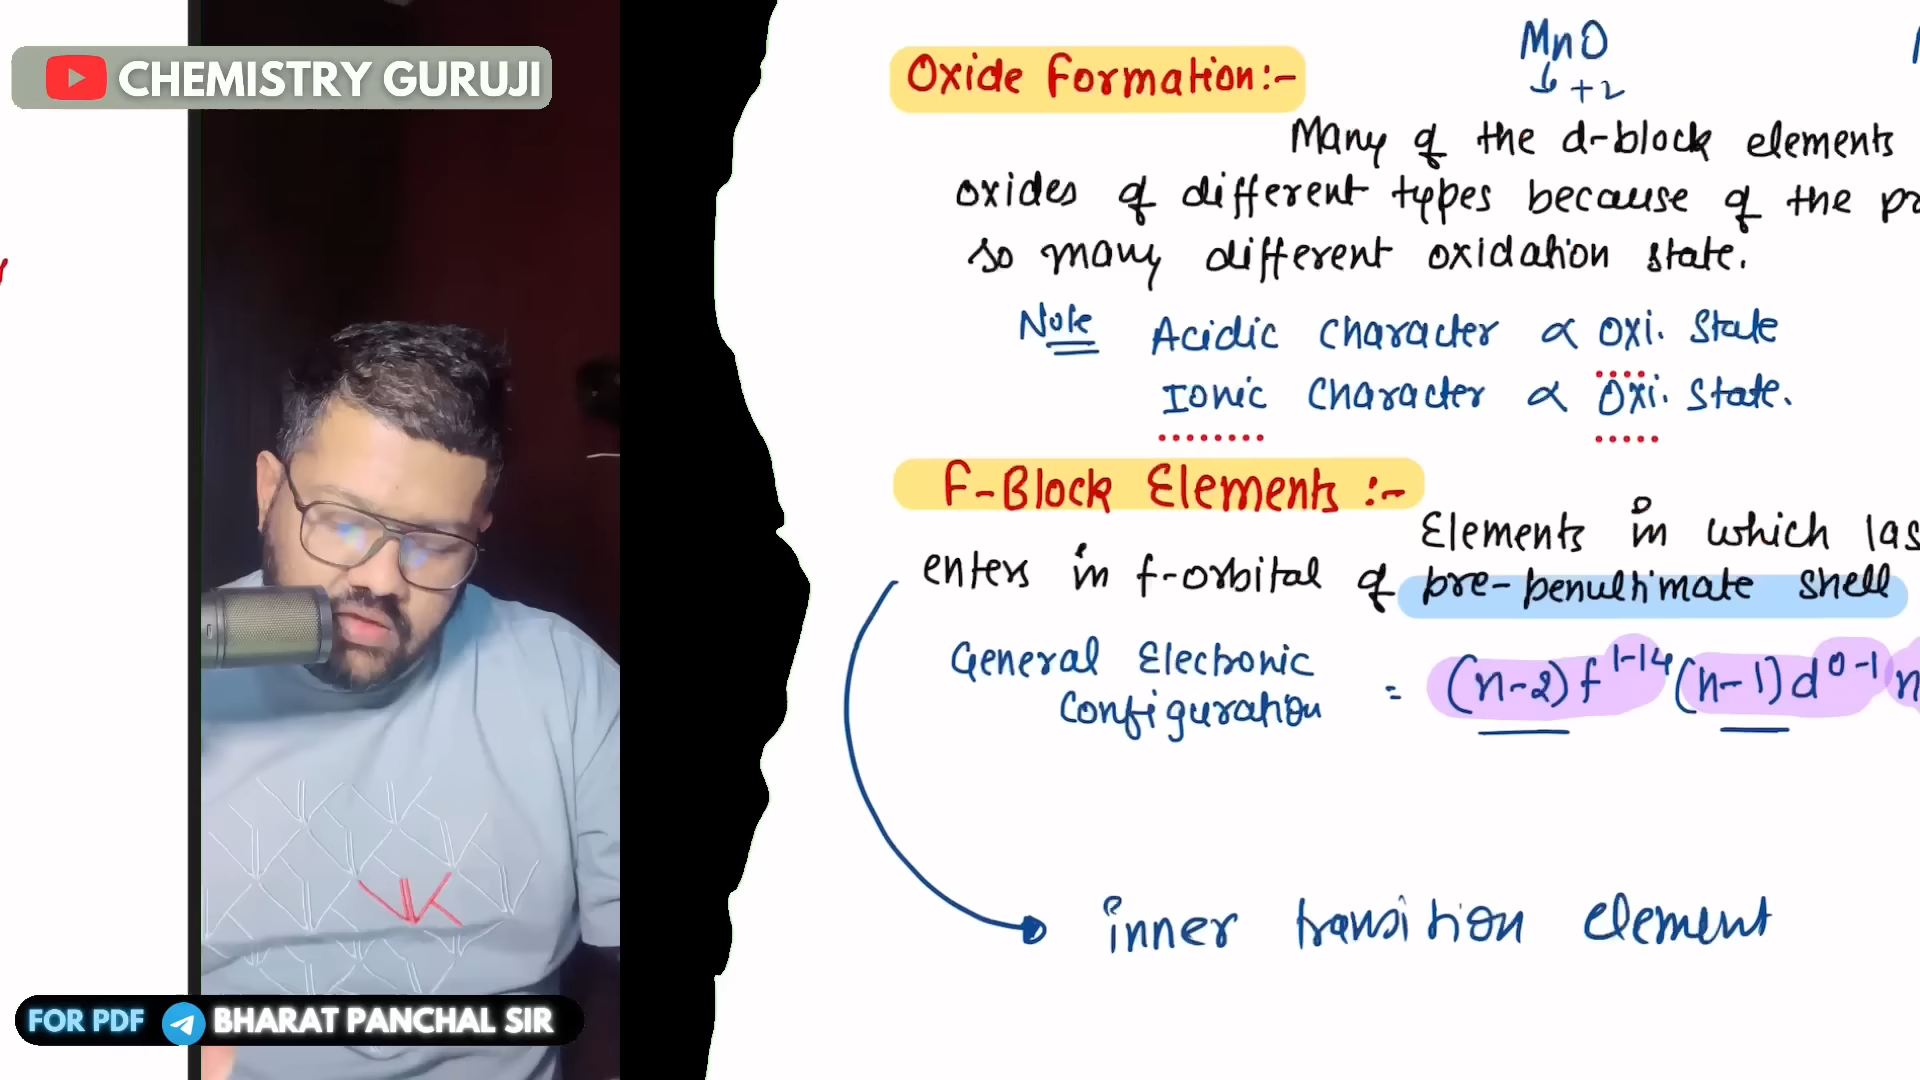 CHEMISTRY GURUJI
MnO
+2
Oxide Formation:-
Many of the d-block elements
oxides of different types because of the
so many different oxidation state.
Note Acidic Character ∝ Oxi. State
Ionic Character ∝ Oxi. State.
F-Block Elements :-
Elements in which
enters in f-orbital of pre-penultimate shell
General Electronic
Configuration = (n-2)f¹⁻¹⁴(n-1)d⁰⁻¹ n
inner transition element
FOR PDF BHARAT PANCHAL SIR